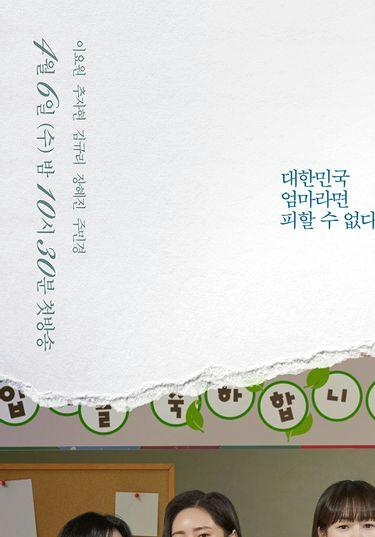 이요원 추자현 김규리 장혜진 주민경
4월 6일 (수) 밤 10시 30분 첫방송
대한민국
엄마라면
피할 수 없다
축하합니